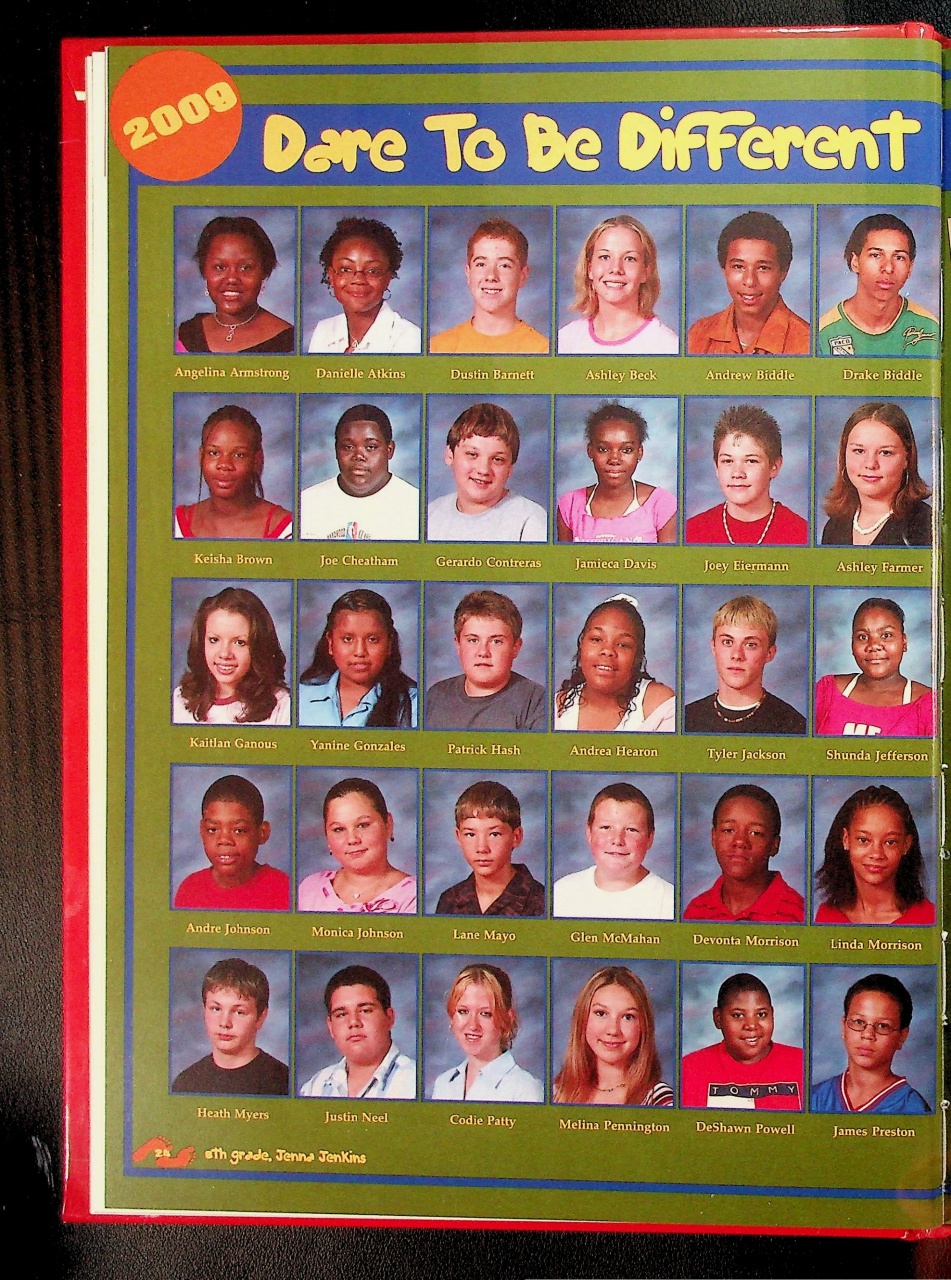 2009
Dare To Be Different
Angelina Armstrong Danielle Atkins Dustin Barnett Ashley Beck Andrew Biddle Drake Biddle
PACO
Keisha Brown Joe Cheatham Gerardo Contreras Jamieca Davis Joey Eiermann Ashley Farmer
Kaitlan Ganous Yanine Gonzales Patrick Hash Andrea Hearon Tyler Jackson Shunda Jefferson
Andre Johnson Monica Johnson Lane Mayo Glen McMahan Devonta Morrison Linda Morrison
TOMMY
Heath Myers Justin Neel Codie Patty Melina Pennington DeShawn Powell James Preston
8th grade, Jenna Jenkins